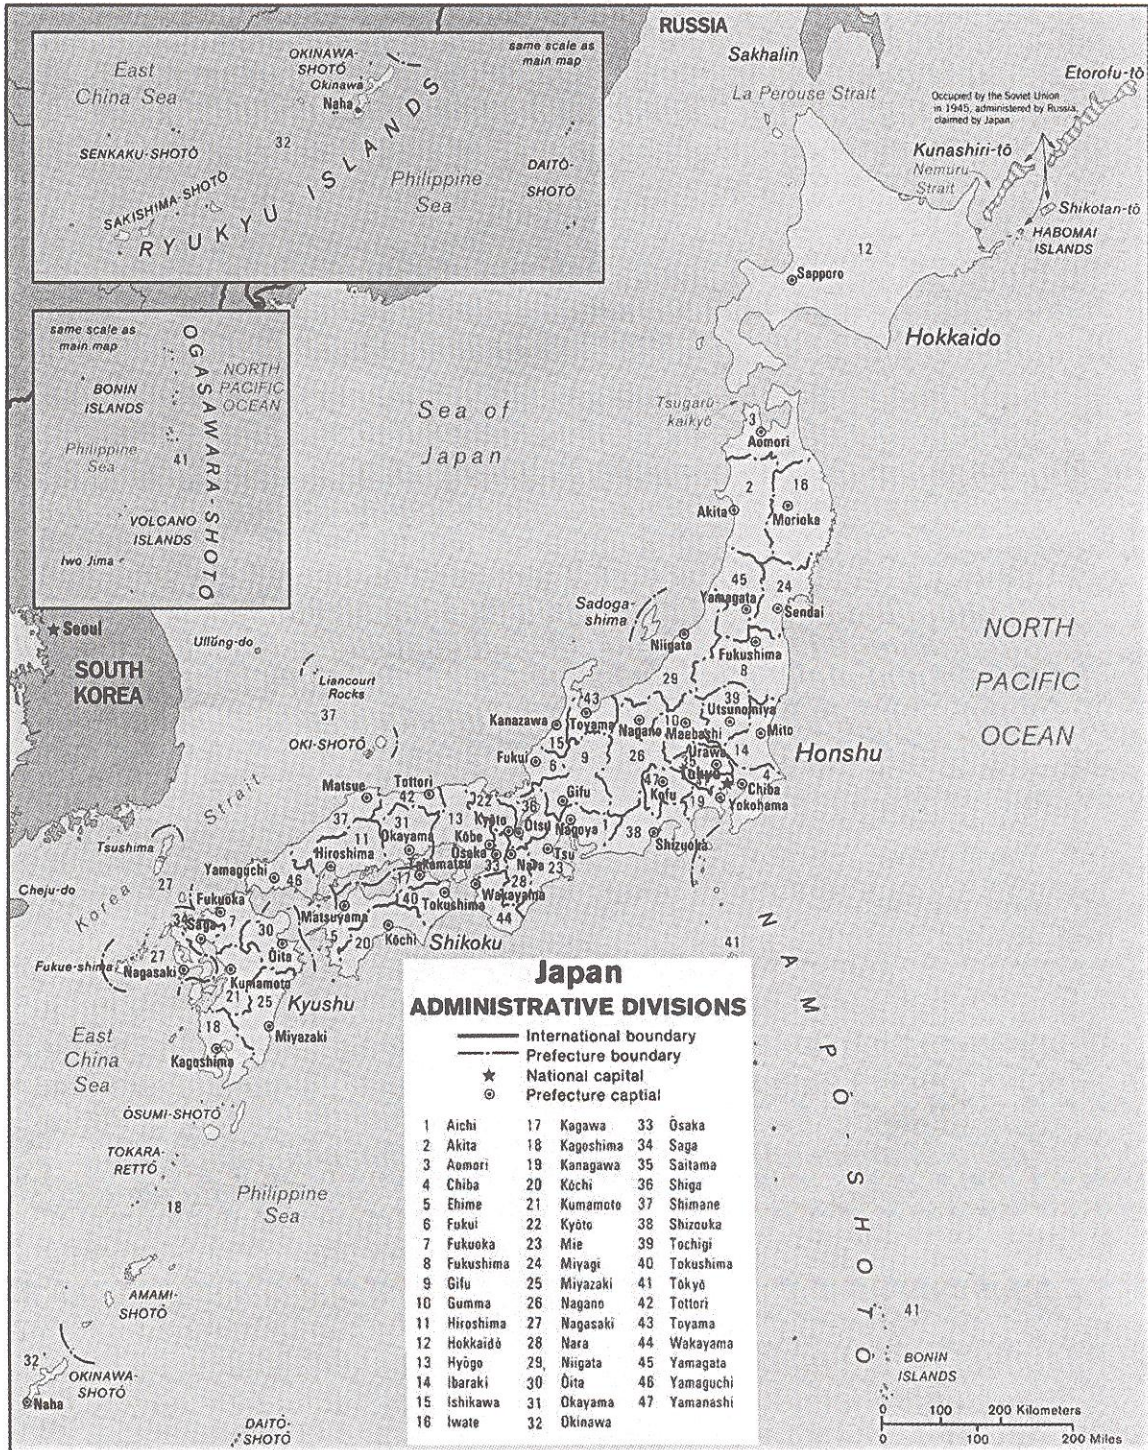 RUSSIA
Sakhalin
La Perouse Strait
Etorofu-tō
Occupied by the Soviet Union
in 1945, administered by Russia,
claimed by Japan.
Kunashiri-tō
Nemuru
Strait
Shikotan-tō
HABOMAI
ISLANDS
12
Sapporo
Hokkaido
East
China Sea
OKINAWA-
SHOTŌ
Okinawa
Naha
same scale as
main map
SENKAKU-SHOTŌ
32
SAKISHIMA-SHOTŌ
RYUKYU ISLANDS
Philippine
Sea
DAITŌ-
SHOTŌ
same scale as
main map
OGASAWARA-SHOTŌ
NORTH
PACIFIC
OCEAN
BONIN
ISLANDS
Philippine
Sea
41
VOLCANO
ISLANDS
Iwo Jima
Sea of
Japan
Tsugaru-
kaikyō
3
Aomori
2
16
Akita
Morioka
45
24
Yamagata
Sendai
Sadoga-
shima
Niigata
Fukushima
8
29
Seoul
SOUTH
KOREA
Ullŭng-do
Liancourt
Rocks
37
OKI-SHOTŌ
NORTH
PACIFIC
OCEAN
43
39
Kanazawa
Toyama
Nagano
10
Maebashi
Utsunomiya
Mito
15
9
26
Urawa
14
Honshu
Fukui
6
35
Tōkyō
4
Chiba
47
Kofu
19
Yokohama
Matsue
Tottori
42
22
36
Gifu
37
31
13
Kyōto
Ōtsu
Nagoya
1
38
Shizuoka
11
Okayama
Kōbe
Hiroshima
Ōsaka
33
Nara
Tsu
23
Yamaguchi
46
Takamatsu
17
28
Wakayama
40
Tokushima
44
Matsuyama
5
20
Kōchi
Shikoku
Korea Strait
Tsushima
27
Cheju-do
Fukuoka
34
Saga
7
30
Ōita
Fukue-shima
27
Nagasaki
Kumamoto
21
25
Kyushu
18
Miyazaki
Kagoshima
East
China
Sea
ŌSUMI-SHOTŌ
TOKARA-
RETTŌ
18
Philippine
Sea
AMAMI-
SHOTŌ
32
OKINAWA-
SHOTŌ
Naha
DAITŌ-
SHOTŌ
41
NAMPŌ-SHOTŌ
41
BONIN
ISLANDS
Japan
ADMINISTRATIVE DIVISIONS
International boundary
Prefecture boundary
National capital
Prefecture captial
1 Aichi
2 Akita
3 Aomori
4 Chiba
5 Ehime
6 Fukui
7 Fukuoka
8 Fukushima
9 Gifu
10 Gumma
11 Hiroshima
12 Hokkaidō
13 Hyōgo
14 Ibaraki
15 Ishikawa
16 Iwate
17 Kagawa
18 Kagoshima
19 Kanagawa
20 Kōchi
21 Kumamoto
22 Kyōto
23 Mie
24 Miyagi
25 Miyazaki
26 Nagano
27 Nagasaki
28 Nara
29 Niigata
30 Ōita
31 Okayama
32 Okinawa
33 Ōsaka
34 Saga
35 Saitama
36 Shiga
37 Shimane
38 Shizouka
39 Tochigi
40 Tokushima
41 Tōkyō
42 Tottori
43 Toyama
44 Wakayama
45 Yamagata
46 Yamaguchi
47 Yamanashi
0 100 200 Kilometers
0 100 200 Miles